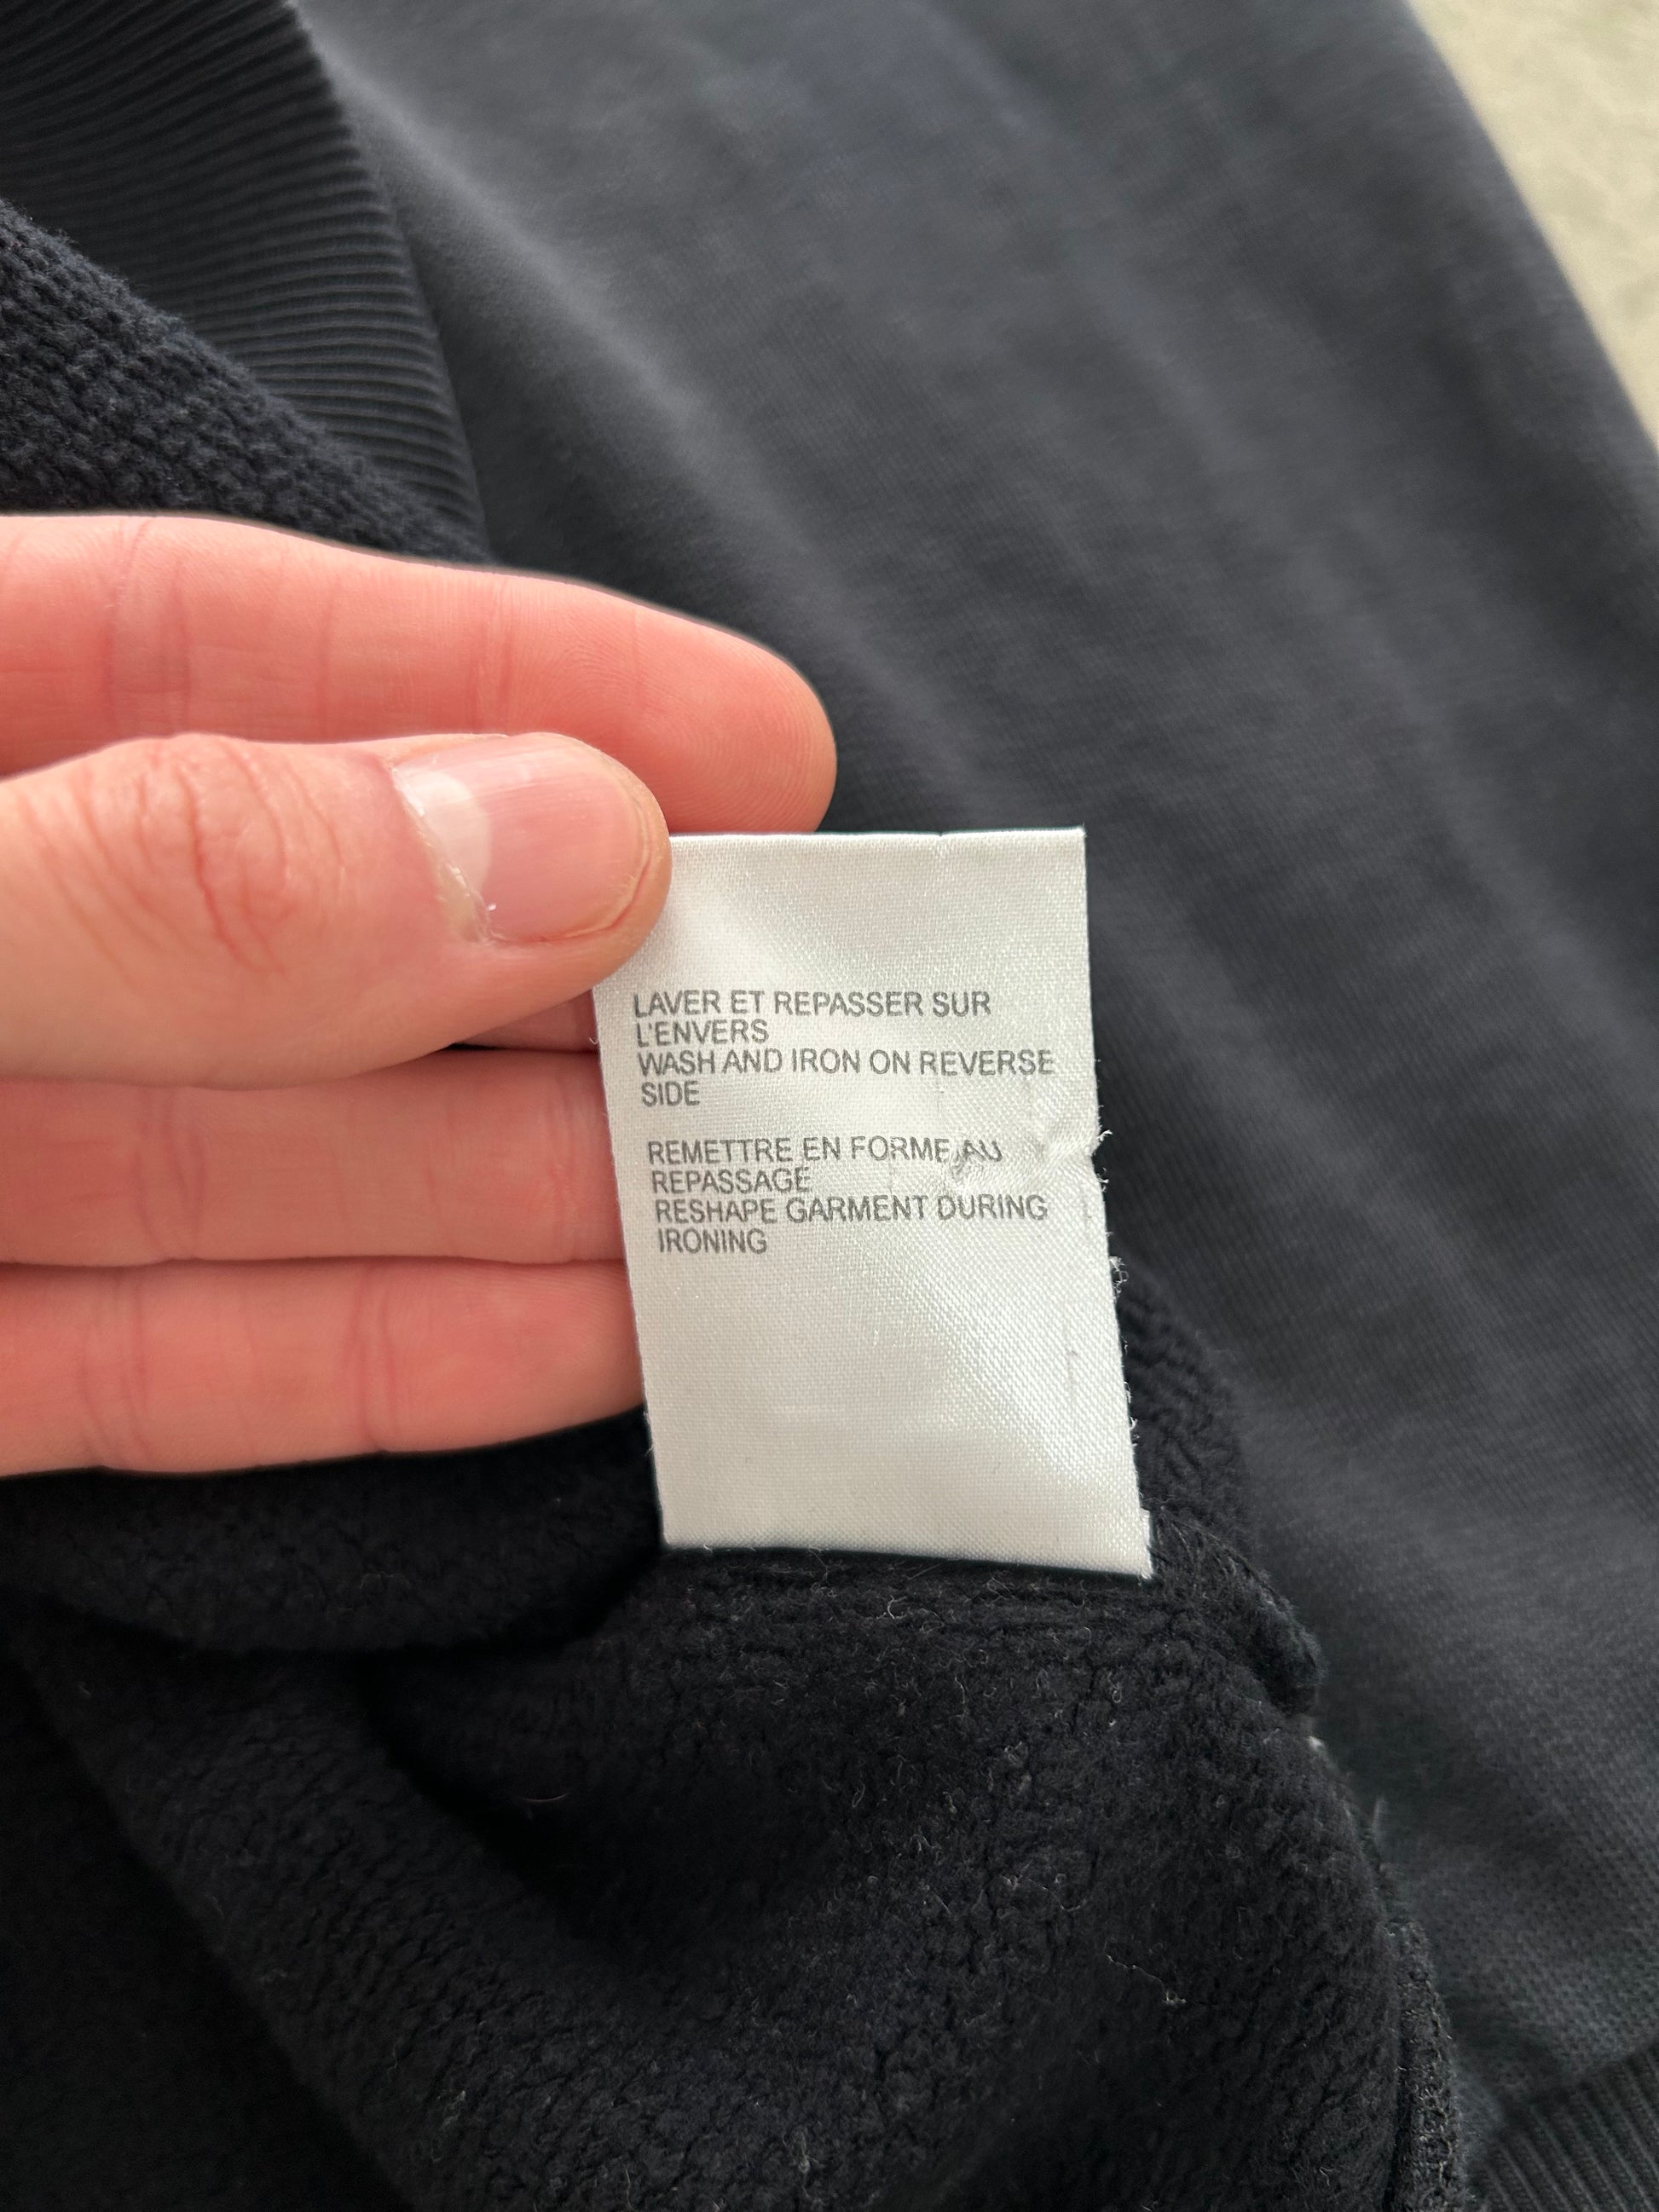 LAVER ET REPASSER SUR
L'ENVERS
WASH AND IRON ON REVERSE
SIDE
REMETTRE EN FORME AU
REPASSAGE
RESHAPE GARMENT DURING
IRONING